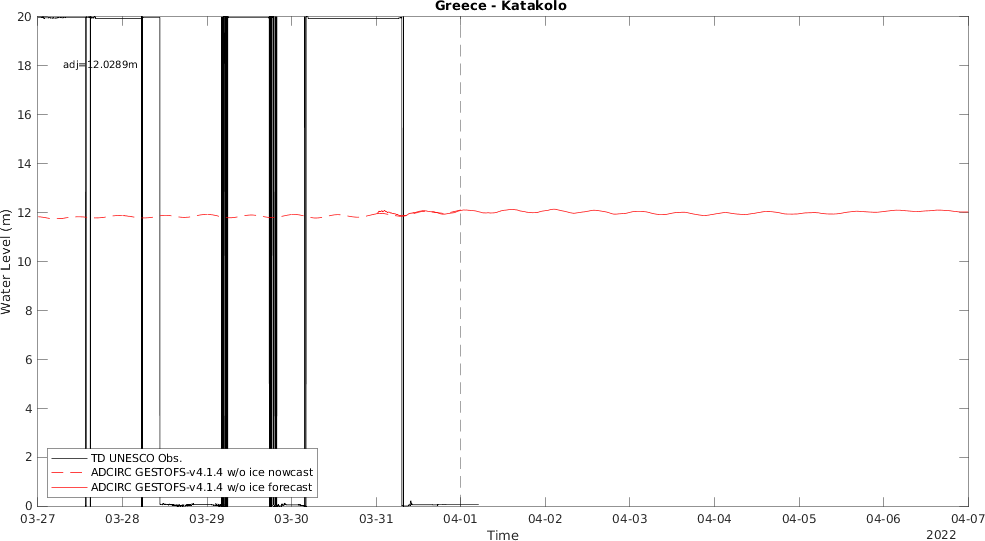 Greece - Katakolo
20
18
16
14
12
10
8
6
4
2
0
Water Level (m)
adj=12.0289m
TD UNESCO Obs.
ADCIRC GESTOFS-v4.1.4 w/o ice nowcast
ADCIRC GESTOFS-v4.1.4 w/o ice forecast
03-27 03-28 03-29 03-30 03-31 04-01 04-02 04-03 04-04 04-05 04-06 04-07
Time
2022